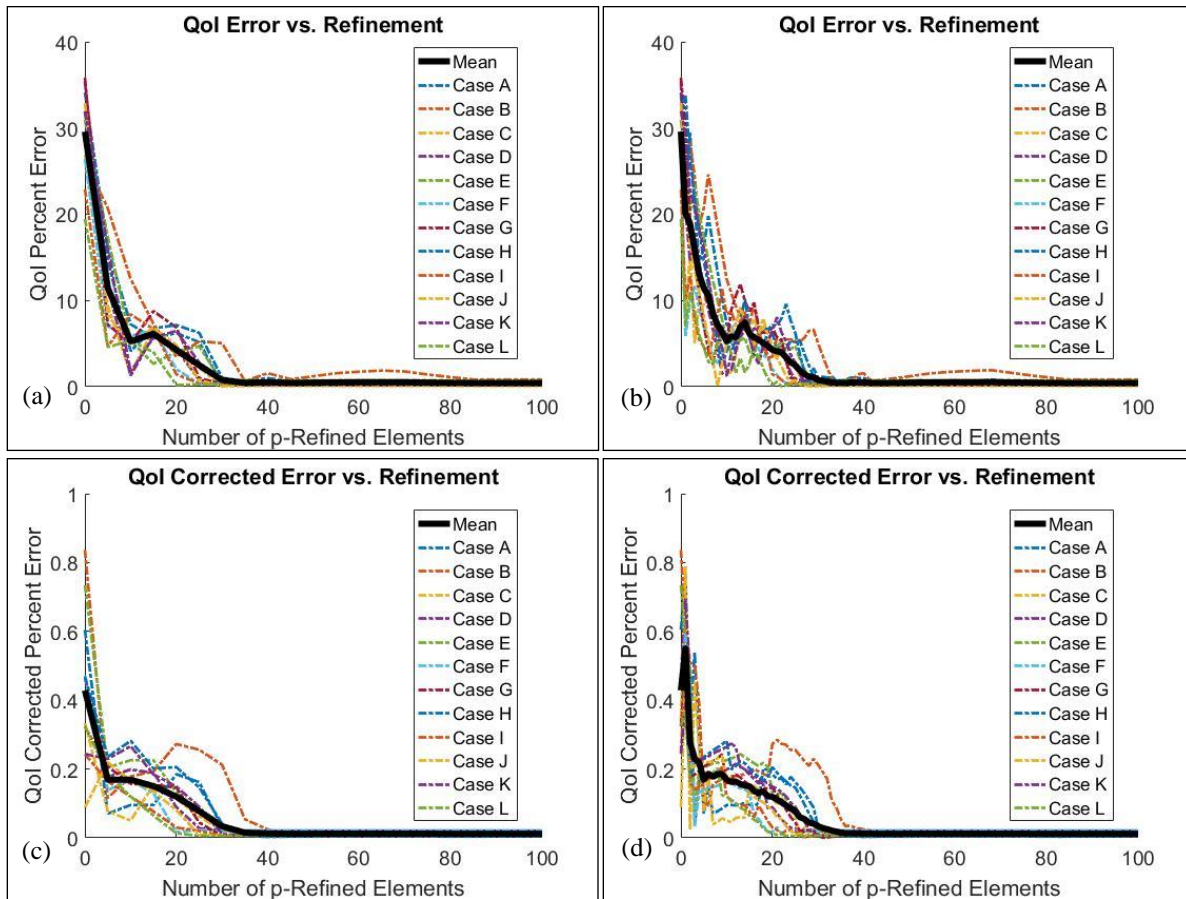 QoI Error vs. Refinement
40
30
20
10
0
QoI Percent Error
Mean
Case A
Case B
Case C
Case D
Case E
Case F
Case G
Case H
Case I
Case J
Case K
Case L
(a)
0 20 40 60 80 100
Number of p-Refined Elements
QoI Error vs. Refinement
40
30
20
10
0
QoI Percent Error
Mean
Case A
Case B
Case C
Case D
Case E
Case F
Case G
Case H
Case I
Case J
Case K
Case L
(b)
0 20 40 60 80 100
Number of p-Refined Elements
QoI Corrected Error vs. Refinement
1
0.8
0.6
0.4
0.2
0
QoI Corrected Percent Error
Mean
Case A
Case B
Case C
Case D
Case E
Case F
Case G
Case H
Case I
Case J
Case K
Case L
(c)
0 20 40 60 80 100
Number of p-Refined Elements
QoI Corrected Error vs. Refinement
1
0.8
0.6
0.4
0.2
0
QoI Corrected Percent Error
Mean
Case A
Case B
Case C
Case D
Case E
Case F
Case G
Case H
Case I
Case J
Case K
Case L
(d)
0 20 40 60 80 100
Number of p-Refined Elements